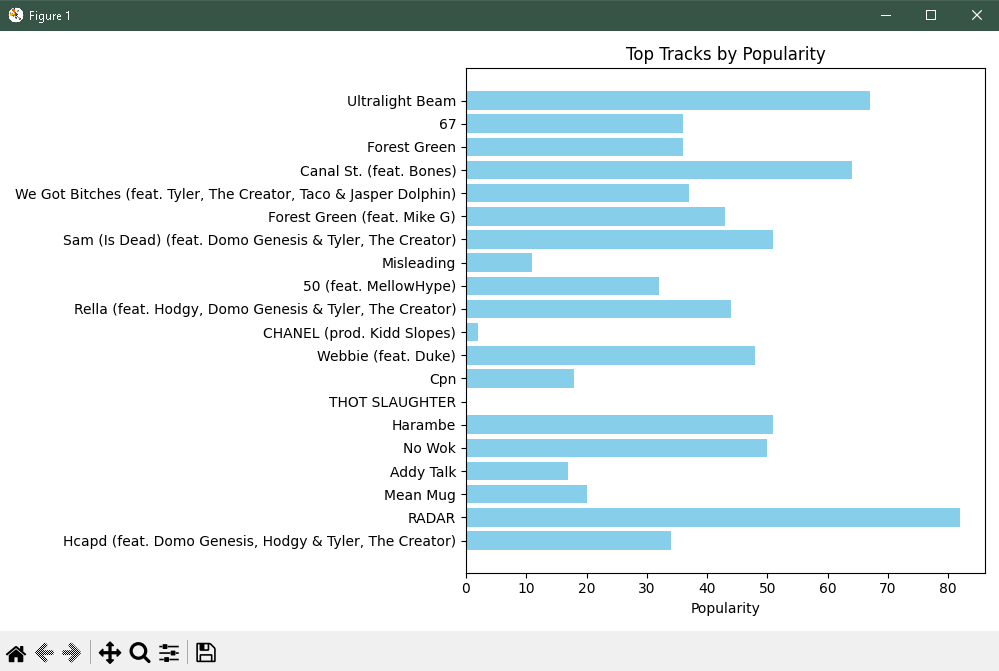 Figure 1
Top Tracks by Popularity
Ultralight Beam
67
Forest Green
Canal St. (feat. Bones)
We Got Bitches (feat. Tyler, The Creator, Taco & Jasper Dolphin)
Forest Green (feat. Mike G)
Sam (Is Dead) (feat. Domo Genesis & Tyler, The Creator)
Misleading
50 (feat. MellowHype)
Rella (feat. Hodgy, Domo Genesis & Tyler, The Creator)
CHANEL (prod. Kidd Slopes)
Webbie (feat. Duke)
Cpn
THOT SLAUGHTER
Harambe
No Wok
Addy Talk
Mean Mug
RADAR
Hcapd (feat. Domo Genesis, Hodgy & Tyler, The Creator)
0 10 20 30 40 50 60 70 80
Popularity